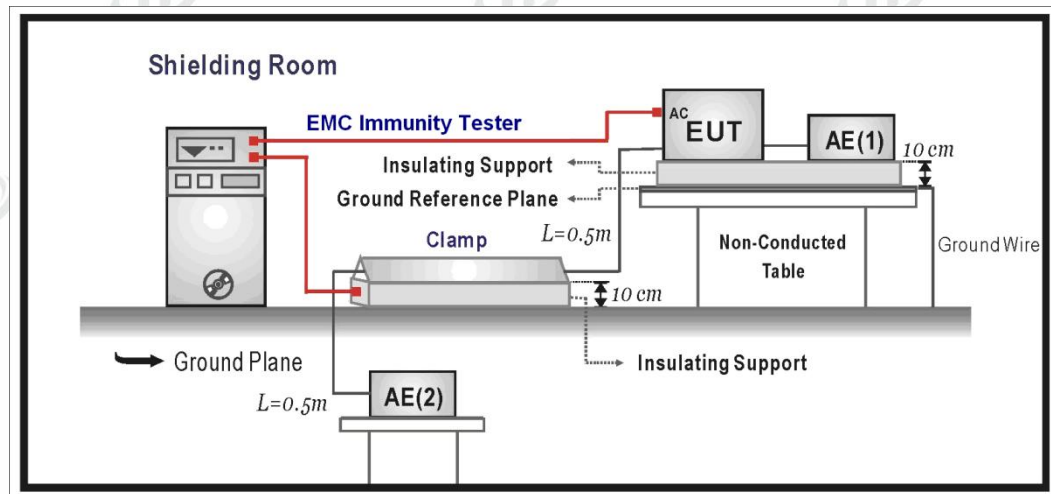 Shielding Room
EMC Immunity Tester
AC
EUT
AE(1)
10 cm
Insulating Support
Ground Reference Plane
L=0.5m
Clamp
Non-Conducted
Table
Ground Wire
10 cm
Ground Plane
Insulating Support
L=0.5m
AE(2)